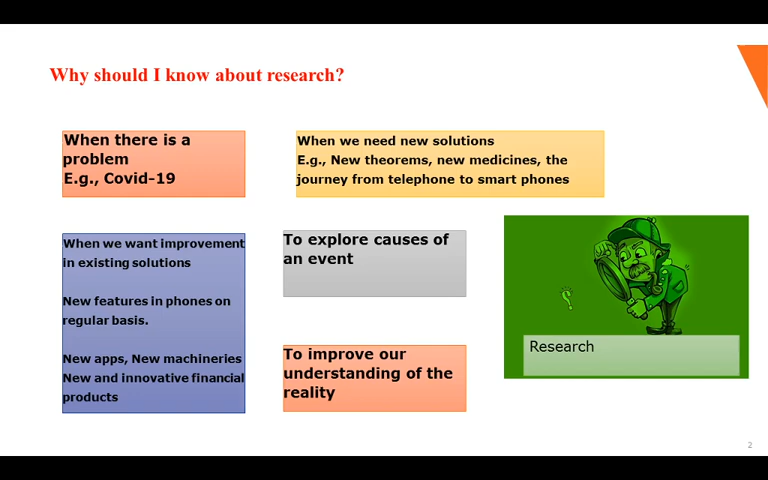 Why should I know about research?
When there is a
problem
E.g., Covid-19
When we need new solutions
E.g., New theorems, new medicines, the
journey from telephone to smart phones
When we want improvement
in existing solutions
New features in phones on
regular basis.
New apps, New machineries
New and innovative financial
products
To explore causes of
an event
To improve our
understanding of the
reality
Research
2